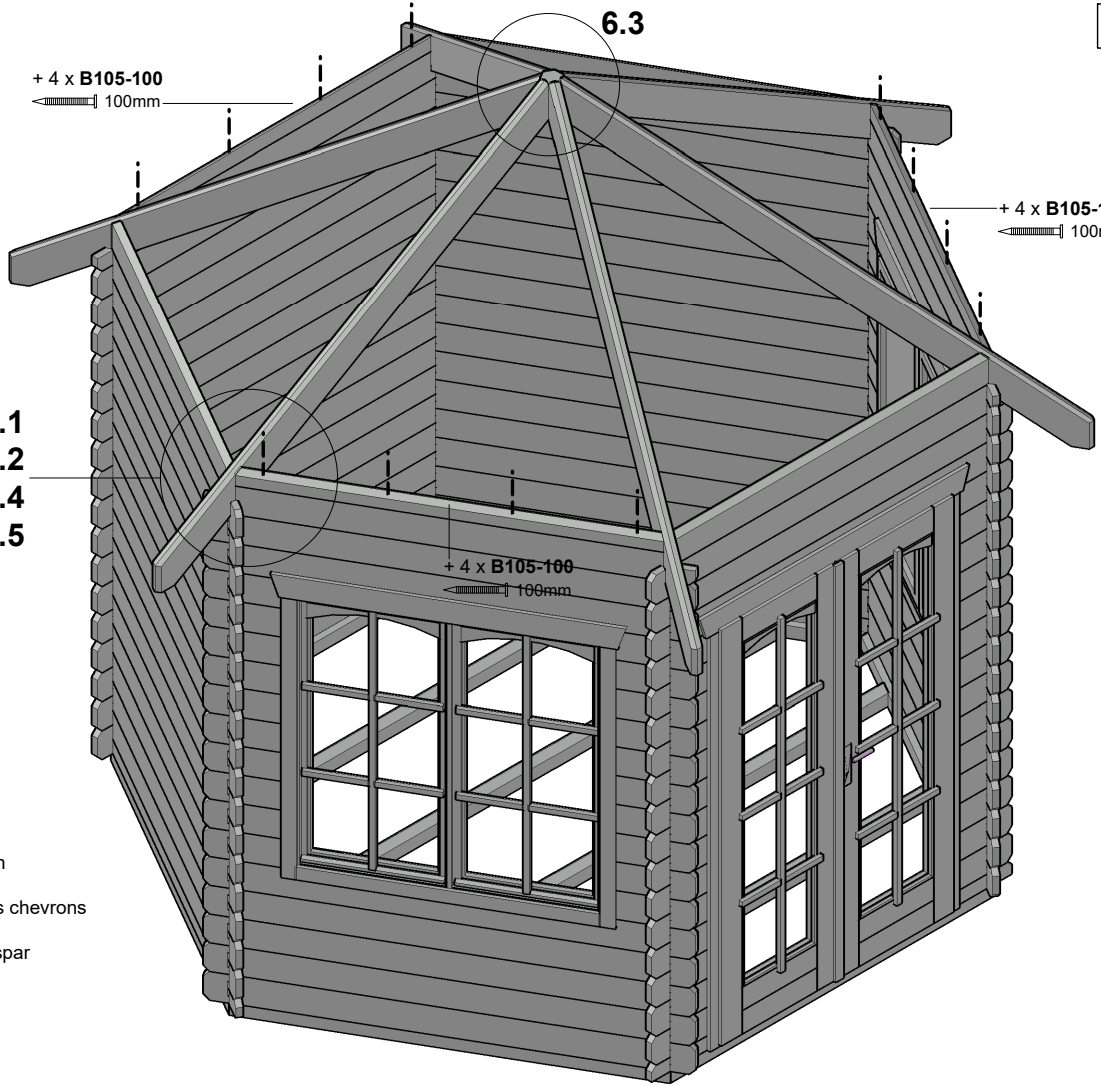 6.3
+ 4 x B105-100
100mm
+ 4 x B105-1
100
.1
.2
.4
.5
+ 4 x B105-100
100mm
s chevrons
spar